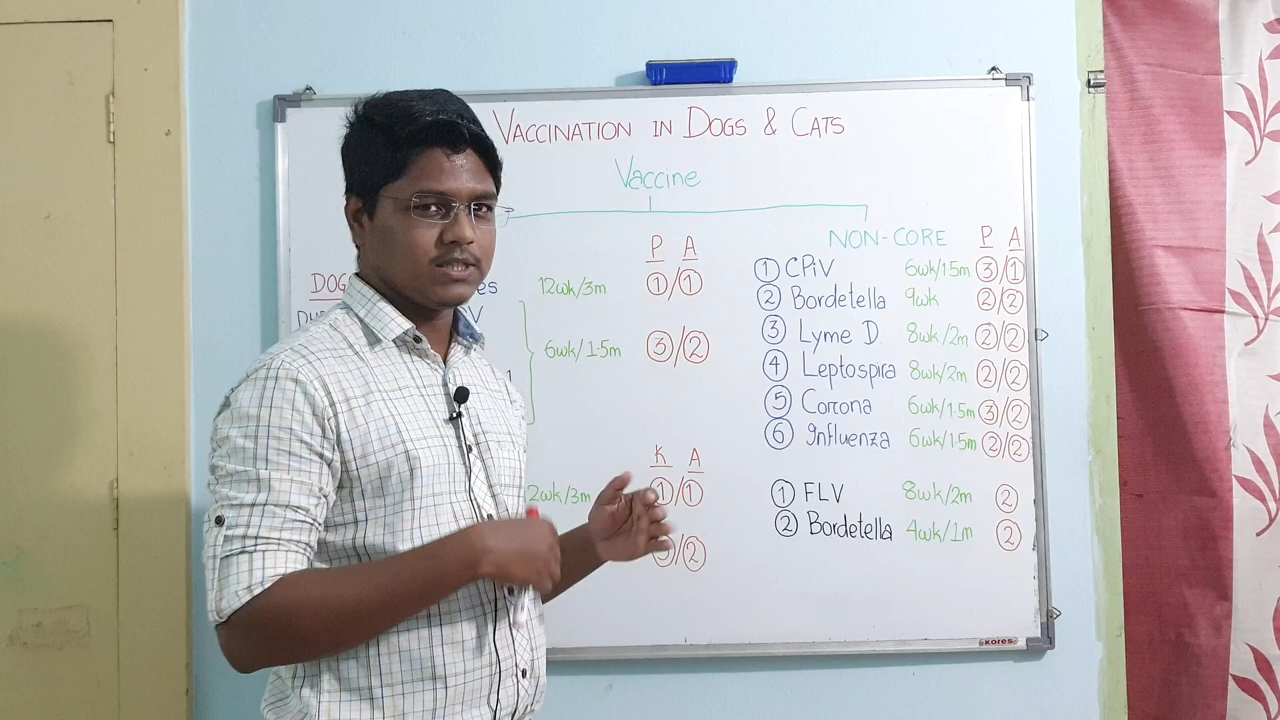 VACCINATION IN DOGS & CATS
Vaccine
P A
12wk/3m ①/①
6wk/1.5m ③/②
NON-CORE P A
① CPiV 6wk/1.5m ③/①
② Bordetella 9wk ②/②
③ Lyme D. 8wk/2m ②/②
④ Leptospira 8wk/2m ②/②
⑤ Corona 6wk/1.5m ③/②
⑥ Influenza 6wk/1.5m ②/②
K A
2wk/3m ①/①
/②
① FLV 8wk/2m ②
② Bordetella 4wk/1m ②
kores